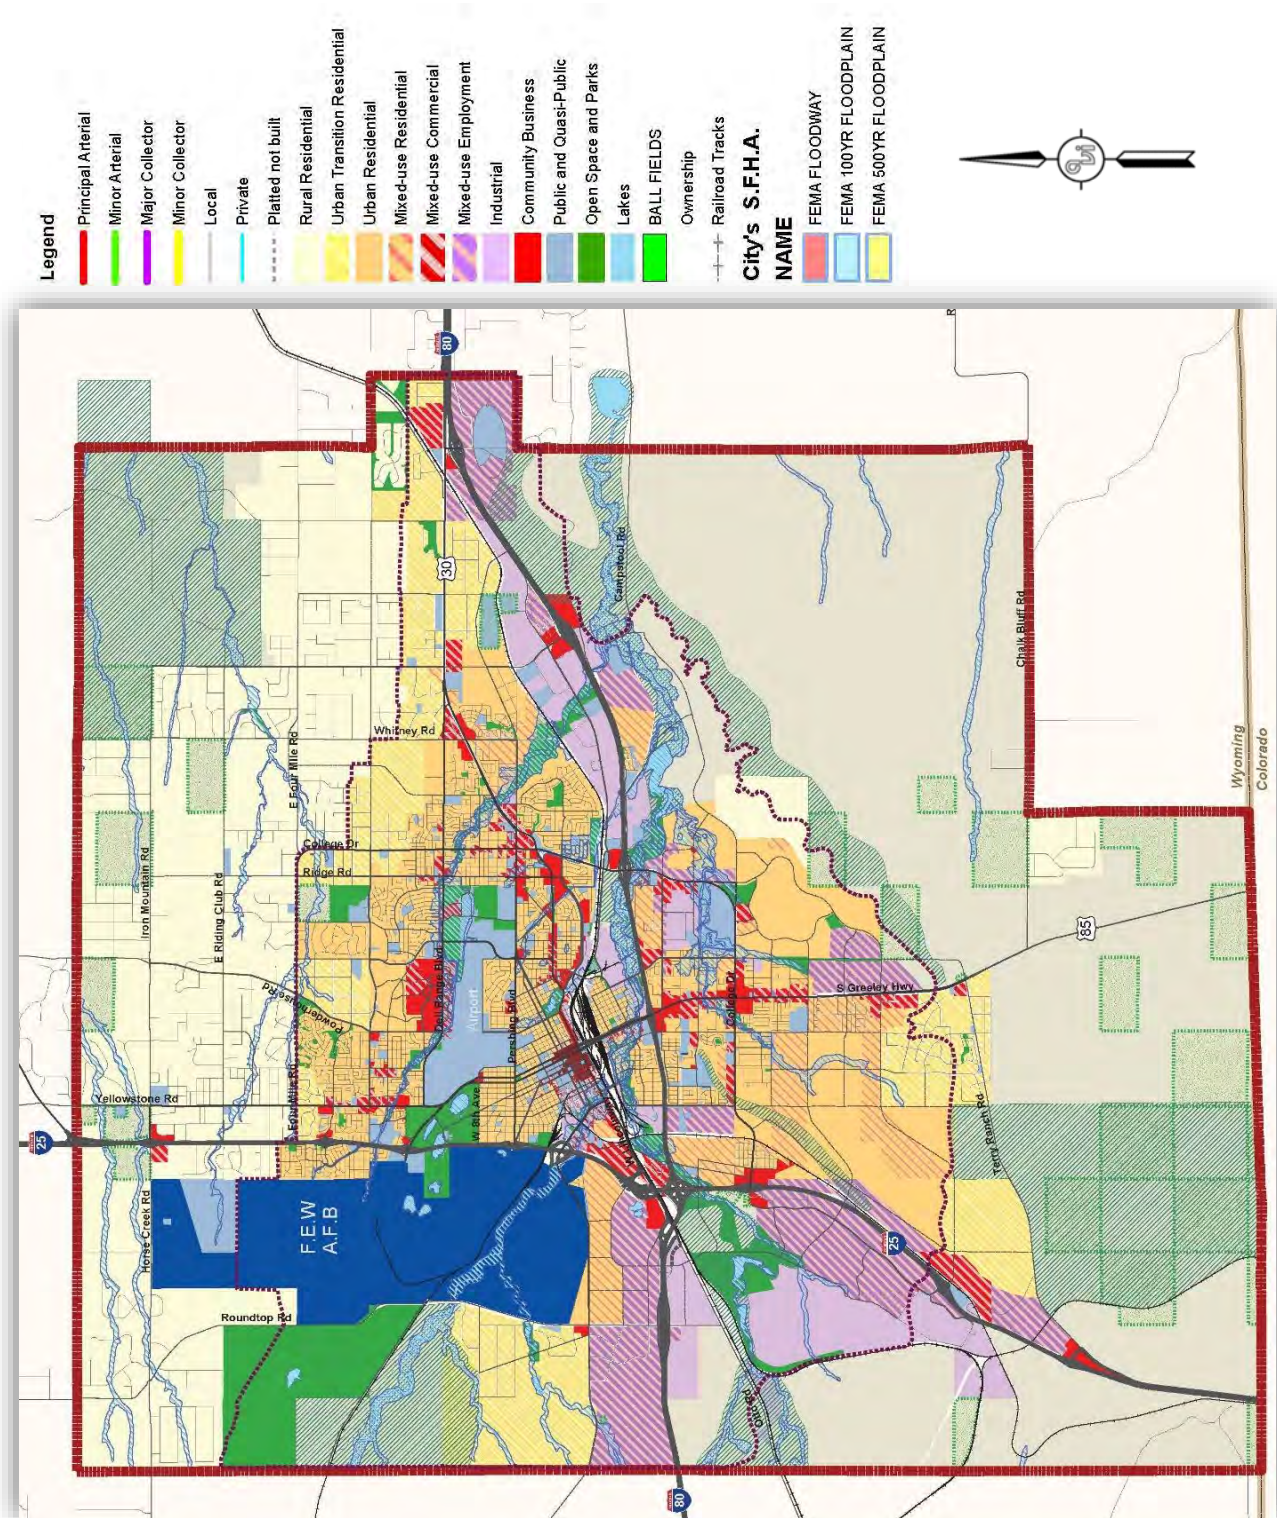 Legend
Principal Arterial
Minor Arterial
Major Collector
Minor Collector
Local
Private
Platted not built
Rural Residential
Urban Transition Residential
Urban Residential
Mixed-use Residential
Mixed-use Commercial
Mixed-use Employment
Industrial
Community Business
Public and Quasi-Public
Open Space and Parks
Lakes
BALL FIELDS
Ownership
Railroad Tracks
City's S.F.H.A.
NAME
FEMA FLOODWAY
FEMA 100YR FLOODPLAIN
FEMA 500YR FLOODPLAIN
80
R
30
Campstool Rd
Chalk Bluff Rd
Whitney Rd
E Four Mile Rd
Wyoming
Colorado
College Dr
Ridge Rd
Iron Mountain Rd
E Riding Club Rd
85
Powderhouse Rd
Airport
Pershing Blvd
College Dr
S Greeley Hwy
Yellowstone Rd
E Four Mile Rd
W 8th Ave
Terry Ranch Rd
25
Horse Creek Rd
F.E.W
A.F.B
25
Roundtop Rd
Otto Rd
80